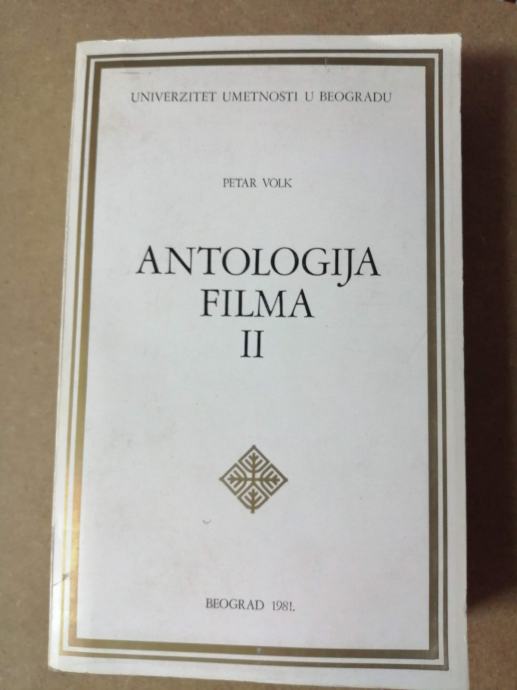 UNIVERZITET UMETNOSTI U BEOGRADU
PETAR VOLK
ANTOLOGIJA
FILMA
II
BEOGRAD 1981.